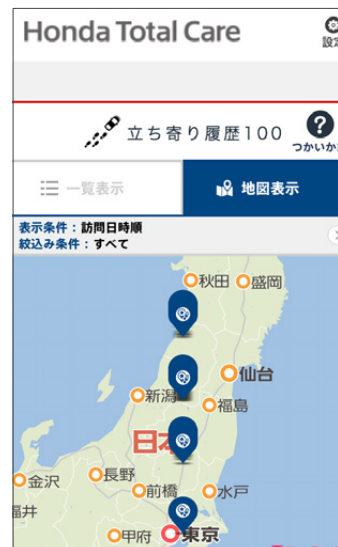 Honda Total Care
設定
立ち寄り履歴100
?
つかいかた
一覧表示
地図表示
表示条件：訪問日時順
絞込み条件：すべて
秋田
盛岡
仙台
新潟
福島
日本
長野
金沢
前橋
水戸
福井
甲府
東京